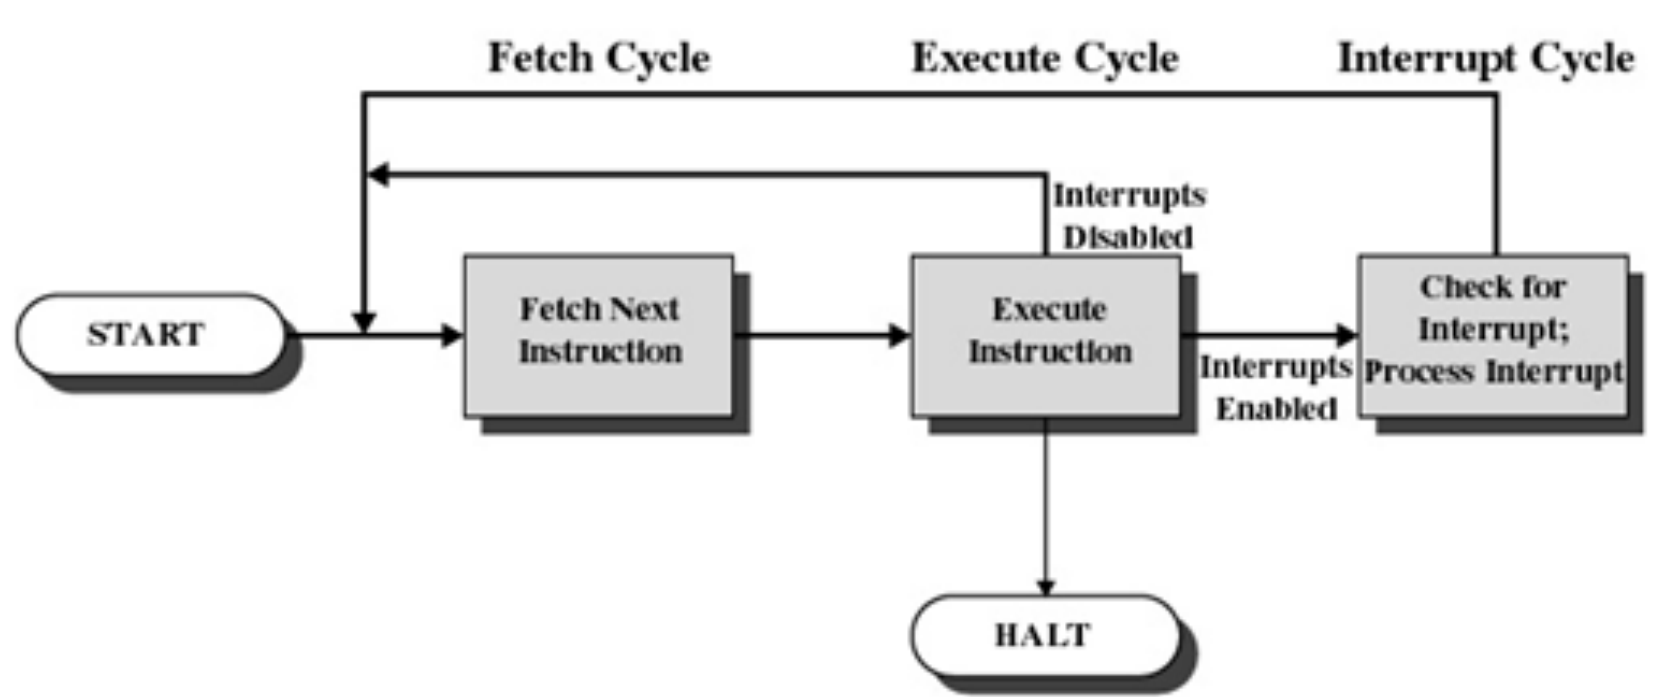 Fetch Cycle
Execute Cycle
Interrupt Cycle
Interrupts
Disabled
START
Fetch Next
Instruction
Execute
Instruction
Interrupts
Enabled
Check for
Interrupt;
Process Interrupt
HALT